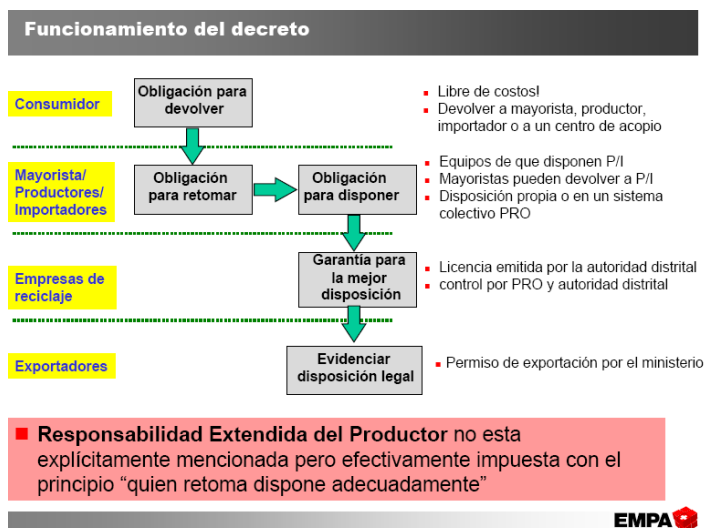 Funcionamiento del decreto
Consumidor
Obligación para
devolver
Libre de costos!
Devolver a mayorista, productor,
importador o a un centro de acopio
Mayorista/
Productores/
Importadores
Obligación
para retomar
Obligación
para disponer
Equipos de que disponen P/I
Mayoristas pueden devolver a P/I
Disposición propia o en un sistema
colectivo PRO
Empresas de
reciclaje
Garantía para
la mejor
disposición
Licencia emitida por la autoridad distrital
control por PRO y autoridad distrital
Exportadores
Evidenciar
disposición legal
Permiso de exportación por el ministerio
Responsabilidad Extendida del Productor no esta
explícitamente mencionada pero efectivamente impuesta con el
principio “quien retoma dispone adecuadamente”
EMPA